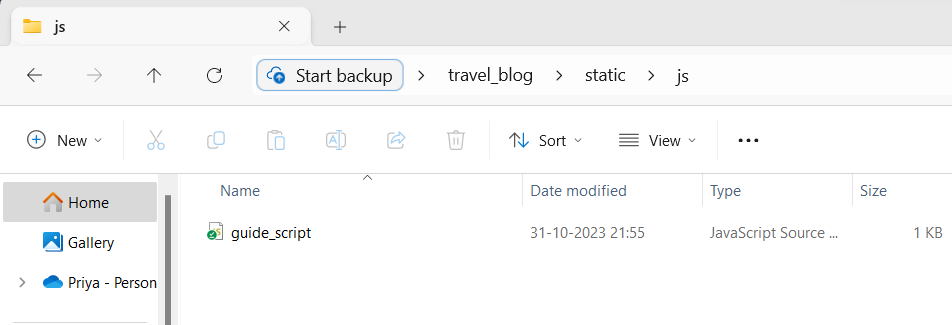 js
Start backup travel_blog static js
New Sort View
Home
Gallery
Priya - Person
Name Date modified Type Size
guide_script 31-10-2023 21:55 JavaScript Source ... 1 KB